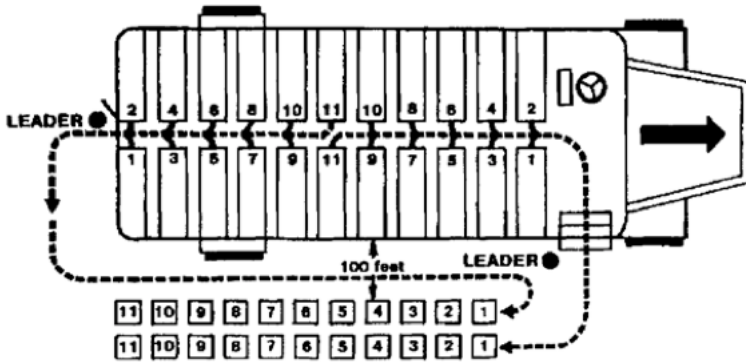 2 4 6 8 10 11 10 8 6 4 2
LEADER
1 3 5 7 9 11 9 7 5 3 1
100 feet
LEADER
11 10 9 8 7 6 5 4 3 2 1
11 10 9 8 7 6 5 4 3 2 1